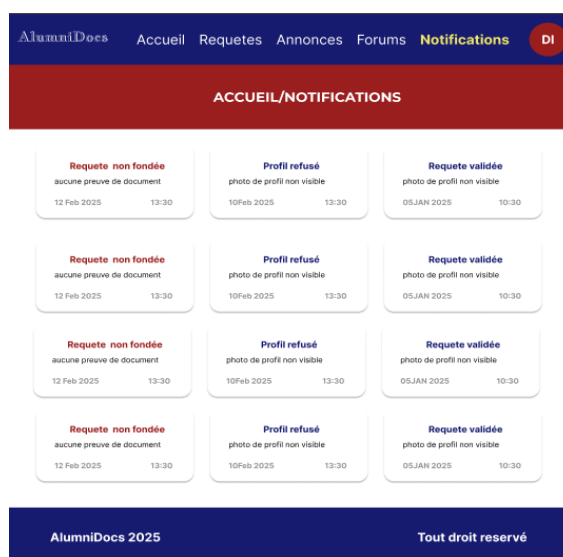 AlumniDocs Accueil Requetes Annonces Forums Notifications DI
ACCUEIL/NOTIFICATIONS
Requete non fondée
aucune preuve de document
12 Feb 2025 13:30
Profil refusé
photo de profil non visible
10Feb 2025 13:30
Requete validée
photo de profil non visible
05JAN 2025 10:30
Requete non fondée
aucune preuve de document
12 Feb 2025 13:30
Profil refusé
photo de profil non visible
10Feb 2025 13:30
Requete validée
photo de profil non visible
05JAN 2025 10:30
Requete non fondée
aucune preuve de document
12 Feb 2025 13:30
Profil refusé
photo de profil non visible
10Feb 2025 13:30
Requete validée
photo de profil non visible
05JAN 2025 10:30
Requete non fondée
aucune preuve de document
12 Feb 2025 13:30
Profil refusé
photo de profil non visible
10Feb 2025 13:30
Requete validée
photo de profil non visible
05JAN 2025 10:30
AlumniDocs 2025 Tout droit reservé